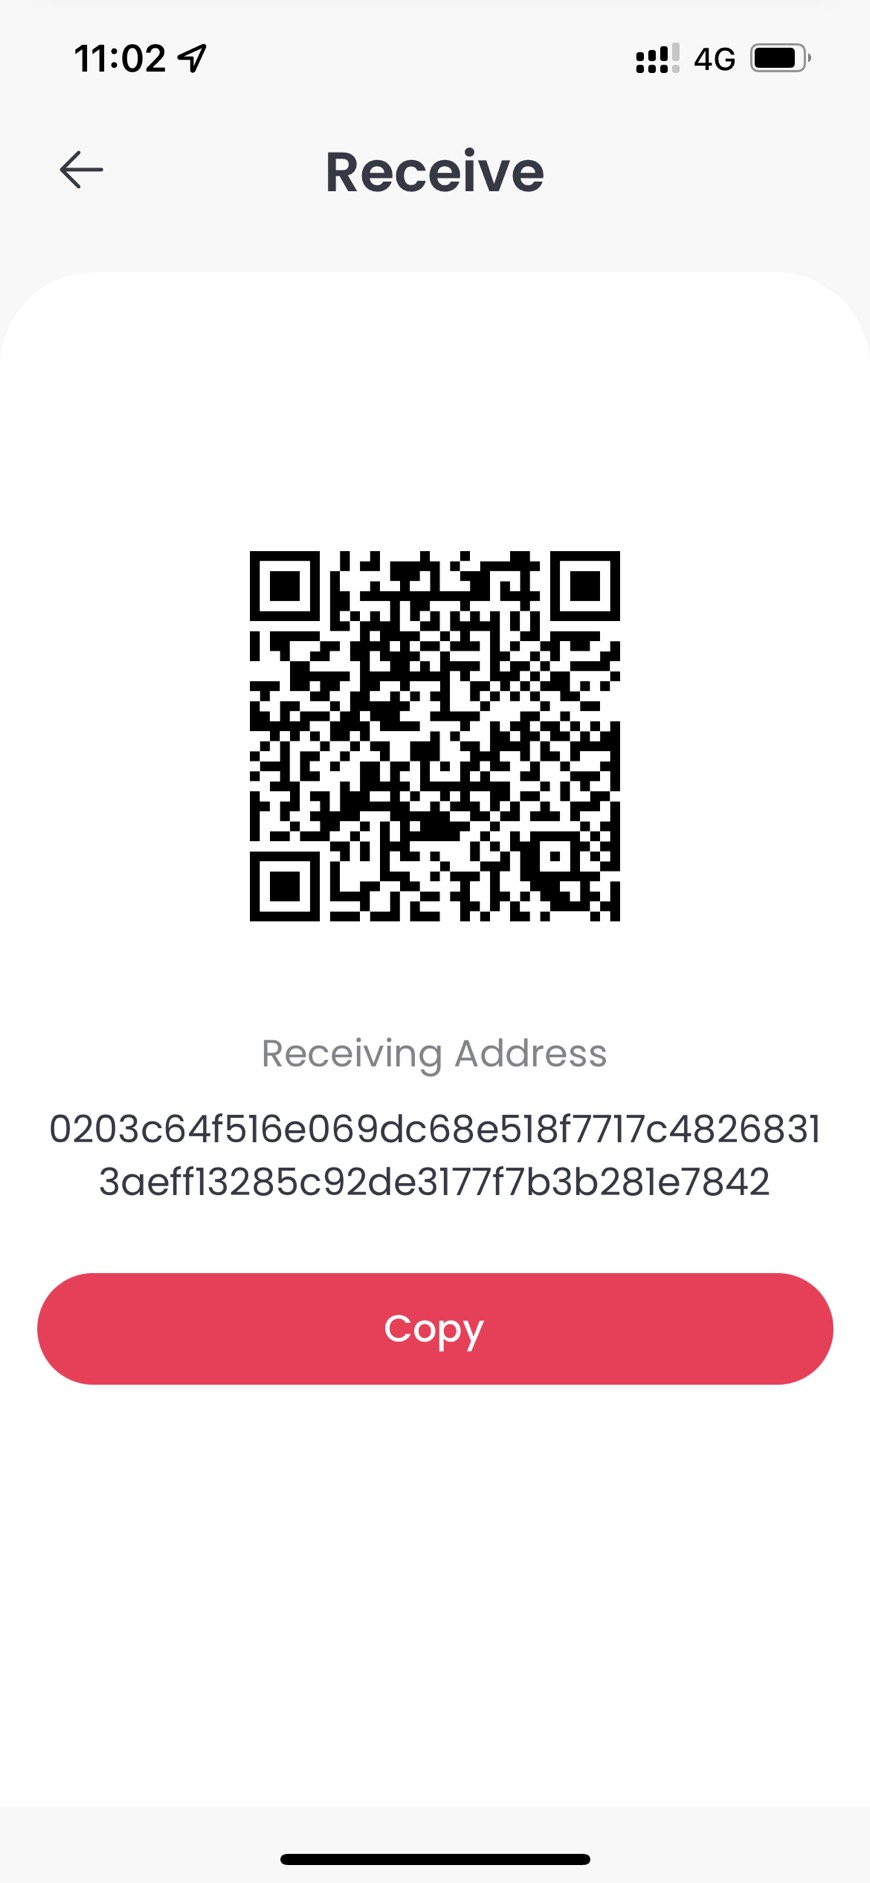 11:02
4G
Receive
Receiving Address
0203c64f516e069dc68e518f7717c4826831
3aeff13285c92de3177f7b3b281e7842
Copy